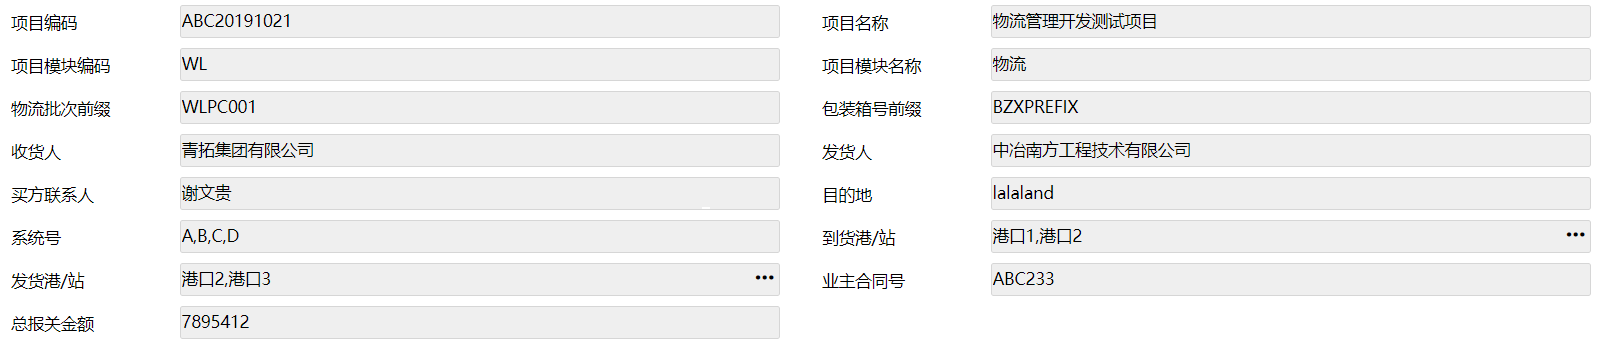 项目编码 ABC20191021 项目名称 物流管理开发测试项目
项目模块编码 WL 项目模块名称 物流
物流批次前缀 WLPC001 包装箱号前缀 BZXPREFIX
收货人 青拓集团有限公司 发货人 中冶南方工程技术有限公司
买方联系人 谢文贵 目的地 lalaland
系统号 A,B,C,D 到货港/站 港口1,港口2 •••
发货港/站 港口2,港口3 ••• 业主合同号 ABC233
总报关金额 7895412